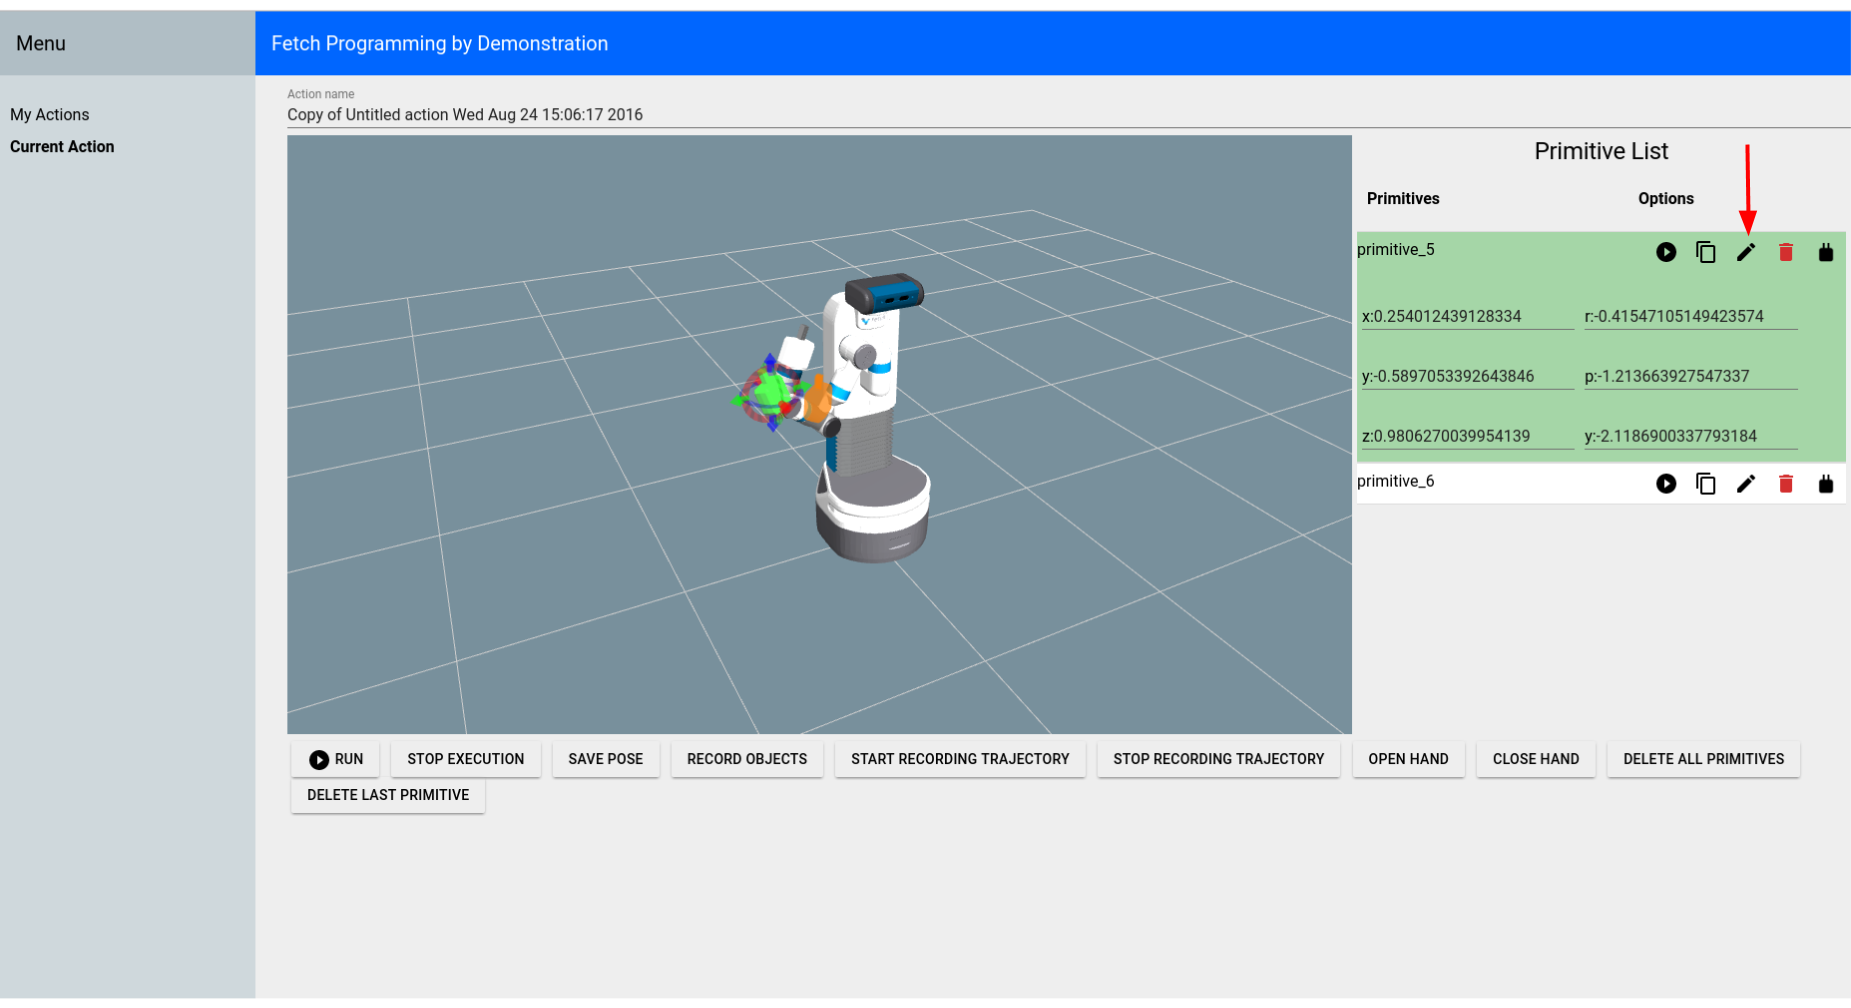 Menu
Fetch Programming by Demonstration
My Actions
Current Action
Action name
Copy of Untitled action Wed Aug 24 15:06:17 2016
Primitive List
Primitives Options
primitive_5
x:0.254012439128334 r:-0.41547105149423574
y:-0.5897053392643846 p:-1.213663927547337
z:0.9806270039954139 y:-2.1186900337793184
primitive_6
RUN STOP EXECUTION SAVE POSE RECORD OBJECTS START RECORDING TRAJECTORY STOP RECORDING TRAJECTORY OPEN HAND CLOSE HAND DELETE ALL PRIMITIVES
DELETE LAST PRIMITIVE